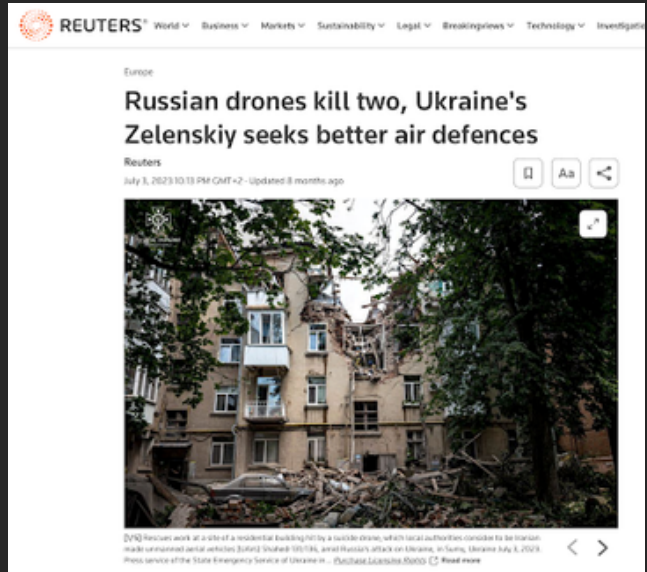 REUTERS® World Business Markets Sustainability Legal Breakingviews Technology Investigatio
Europe
Russian drones kill two, Ukraine's
Zelenskiy seeks better air defences
Reuters
July 3, 2023 10:13 PM GMT+2 · Updated 8 months ago
Aa
[1/5] Rescues work at a site of a residential building hit by a suicide drone, which local authorities consider to be Iranian
made unmanned aerial vehicles (UAVs) Shahed-131/136, amid Russia's attack on Ukraine, in Sumy, Ukraine July 3, 2023.
Press service of the State Emergency Service of Ukraine in ... Purchase Licensing Rights Read more